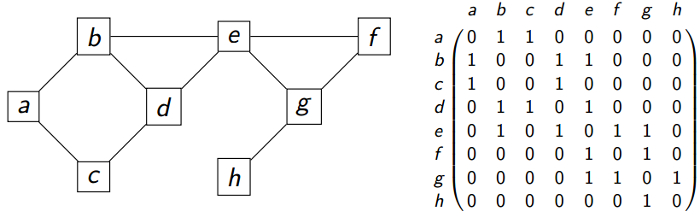 b e f
a d g
c h
a b c d e f g h
a 0 1 1 0 0 0 0 0
b 1 0 0 1 1 0 0 0
c 1 0 0 1 0 0 0 0
d 0 1 1 0 1 0 0 0
e 0 1 0 1 0 1 1 0
f 0 0 0 0 1 0 1 0
g 0 0 0 0 1 1 0 1
h 0 0 0 0 0 0 1 0